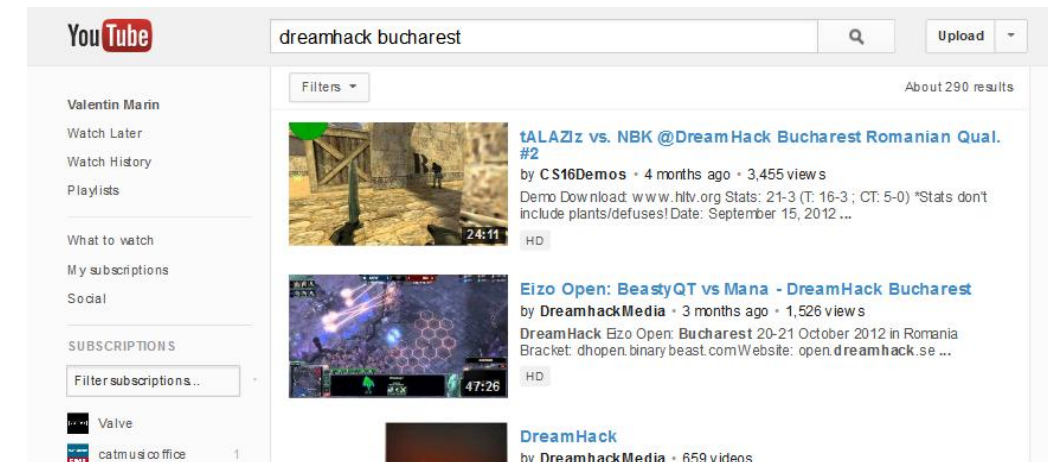 YouTube
dreamhack bucharest
Upload
Filters
About 290 results
Valentin Marin
Watch Later
Watch History
Playlists
What to watch
My subscriptions
Social
SUBSCRIPTIONS
Filter subscriptions...
Valve
catmusicoffice 1
24:11
tALAZIz vs. NBK @DreamHack Bucharest Romanian Qual.
#2
by CS16Demos • 4 months ago • 3,455 views
Demo Download: www.hltv.org Stats: 21-3 (T: 16-3 ; CT: 5-0) *Stats don't
include plants/defuses! Date: September 15, 2012 ...
HD
47:26
Eizo Open: BeastyQT vs Mana - DreamHack Bucharest
by DreamhackMedia • 3 months ago • 1,526 views
DreamHack Eizo Open: Bucharest 20-21 October 2012 in Romania
Bracket: dhopen.binarybeast.com Website: open.dreamhack.se ...
HD
DreamHack
by DreamhackMedia • 659 videos